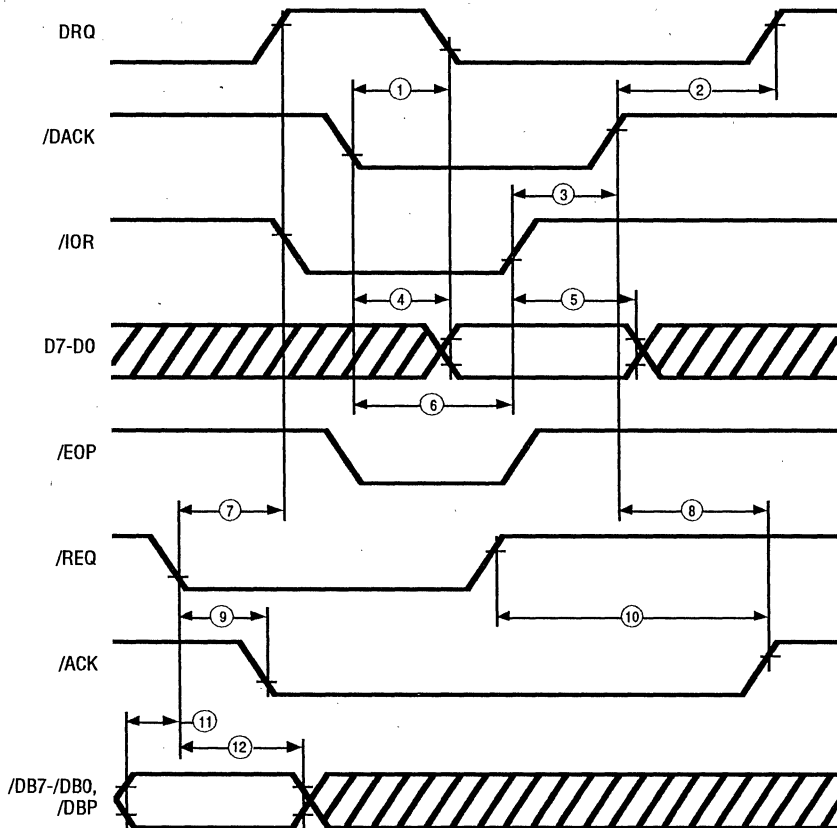 DRQ
①
②
/DACK
③
/IOR
④
⑤
D7-D0
⑥
/EOP
⑦
⑧
/REQ
⑨
⑩
/ACK
⑪
⑫
/DB7-/DB0,
/DBP